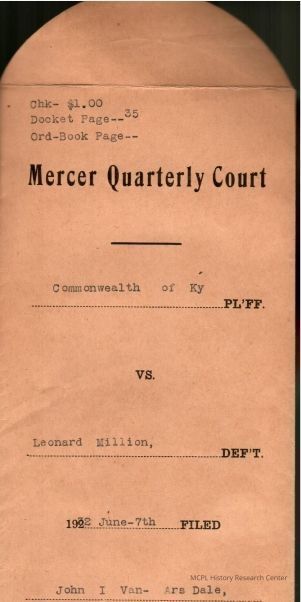 Chk- $1.00
Docket Page--35
Ord-Book Page--
Mercer Quarterly Court
Commonwealth of Ky
PL'FF.
VS.
Leonard Million,
DEF'T.
1922 June-7th FILED
MCPL History Research Center
John I Van- Ars Dale,